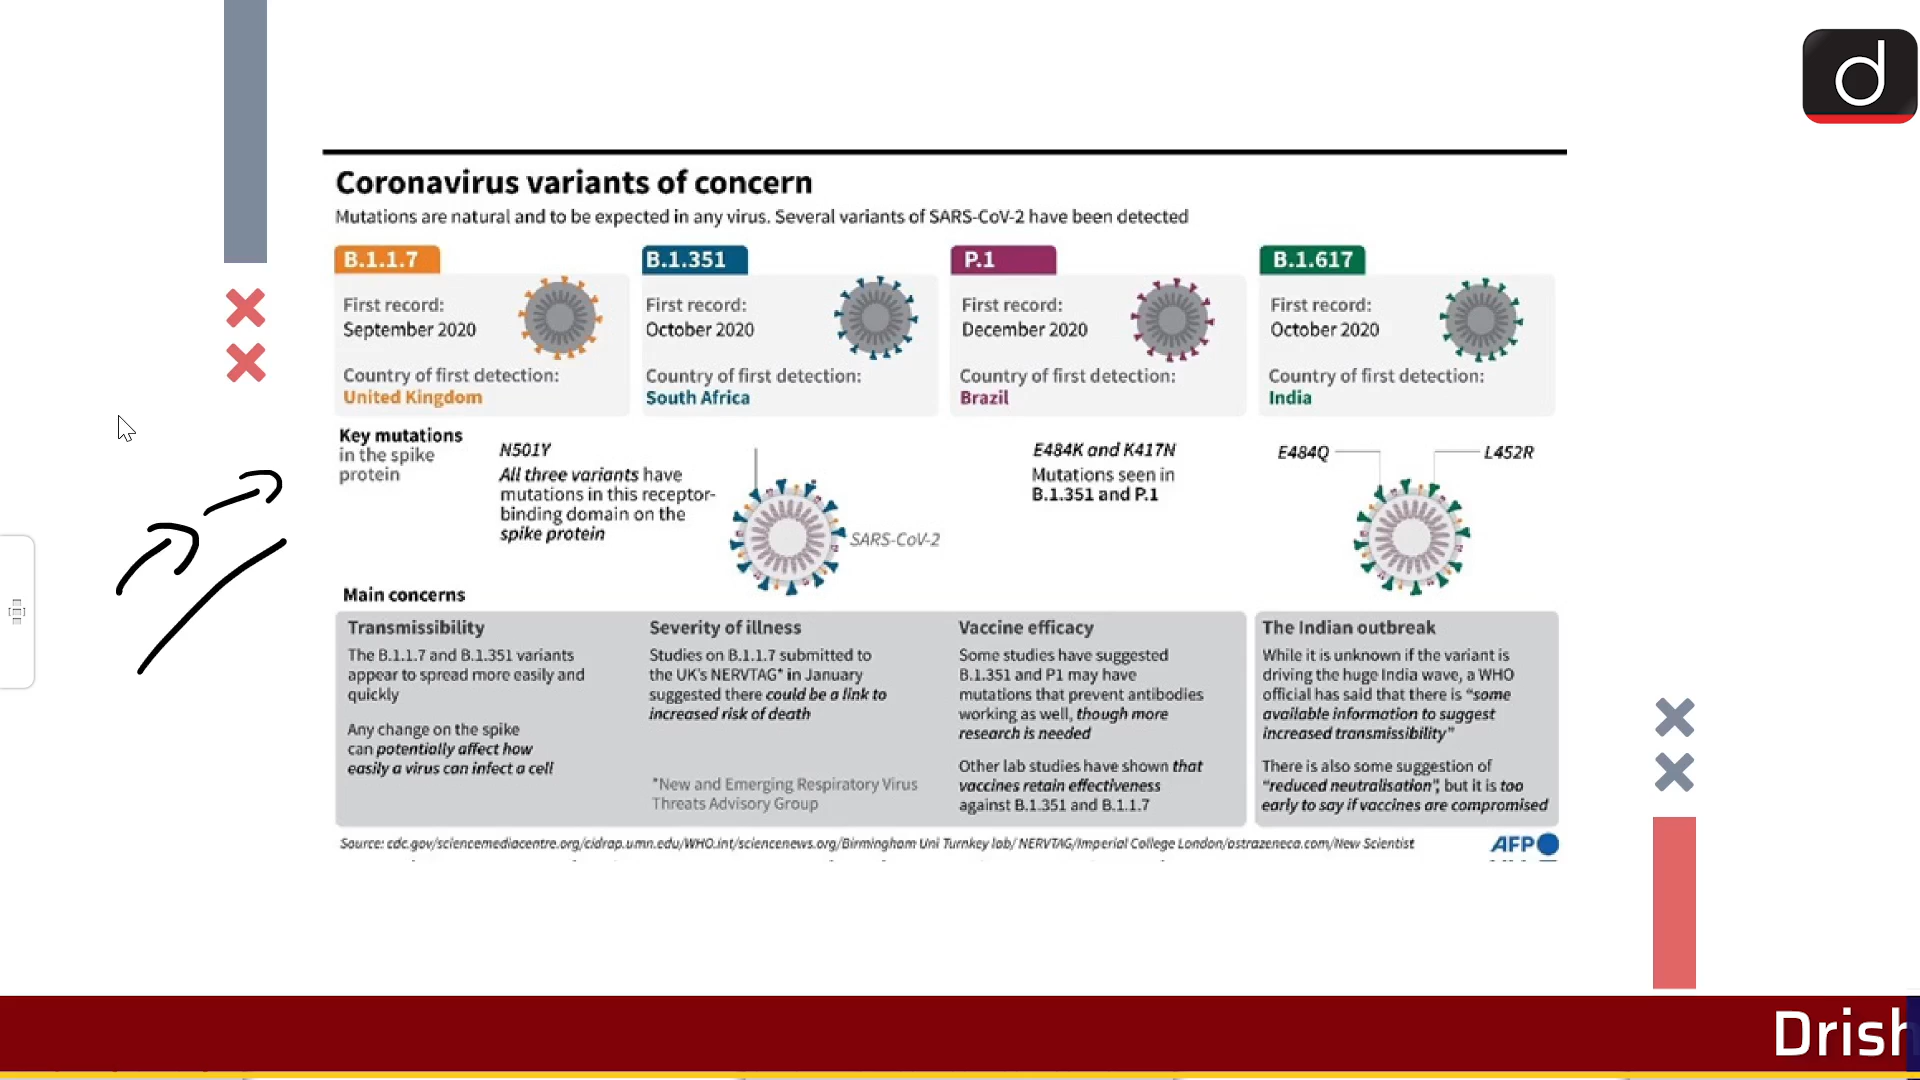 d
Coronavirus variants of concern
Mutations are natural and to be expected in any virus. Several variants of SARS-CoV-2 have been detected
B.1.1.7
First record:
September 2020
Country of first detection:
United Kingdom
B.1.351
First record:
October 2020
Country of first detection:
South Africa
P.1
First record:
December 2020
Country of first detection:
Brazil
B.1.617
First record:
October 2020
Country of first detection:
India
Key mutations
in the spike
protein
N501Y
All three variants have
mutations in this receptor-
binding domain on the
spike protein
SARS-CoV-2
E484K and K417N
Mutations seen in
B.1.351 and P.1
E484Q
L452R
Main concerns
Transmissibility
The B.1.1.7 and B.1.351 variants
appear to spread more easily and
quickly
Any change on the spike
can potentially affect how
easily a virus can infect a cell
Severity of illness
Studies on B.1.1.7 submitted to
the UK's NERVTAG* in January
suggested there could be a link to
increased risk of death
*New and Emerging Respiratory Virus
Threats Advisory Group
Vaccine efficacy
Some studies have suggested
B.1.351 and P1 may have
mutations that prevent antibodies
working as well, though more
research is needed
Other lab studies have shown that
vaccines retain effectiveness
against B.1.351 and B.1.1.7
The Indian outbreak
While it is unknown if the variant is
driving the huge India wave, a WHO
official has said that there is "some
available information to suggest
increased transmissibility"
There is also some suggestion of
"reduced neutralisation", but it is too
early to say if vaccines are compromised
Source: cdc.gov/sciencemediacentre.org/cidrap.umn.edu/WHO.int/sciencenews.org/Birmingham Uni Turnkey lab/ NERVTAG/Imperial College London/astrazeneca.com/New Scientist
AFP
Drish